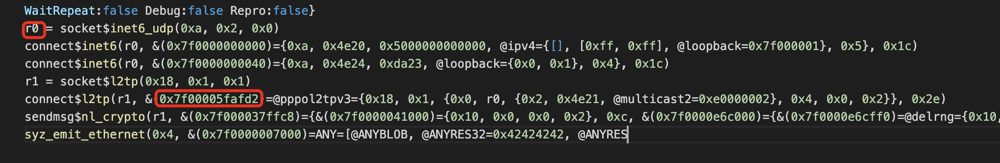 WaitRepeat:false Debug:false Repro:false}
r0 = socket$inet6_udp(0xa, 0x2, 0x0)
connect$inet6(r0, &(0x7f0000000000)={0xa, 0x4e20, 0x5000000000000, @ipv4={[], [0xff, 0xff], @loopback=0x7f000001}, 0x5}, 0x1c)
connect$inet6(r0, &(0x7f0000000040)={0xa, 0x4e24, 0xda23, @loopback={0x0, 0x1}, 0x4}, 0x1c)
r1 = socket$l2tp(0x18, 0x1, 0x1)
connect$l2tp(r1, & 0x7f00005fafd2 =@pppol2tpv3={0x18, 0x1, {0x0, r0, {0x2, 0x4e21, @multicast2=0xe0000002}, 0x4, 0x0, 0x2}}, 0x2e)
sendmsg$nl_crypto(r1, &(0x7f000037ffc8)={&(0x7f0000041000)={0x10, 0x0, 0x0, 0x2}, 0xc, &(0x7f0000e6c000)={&(0x7f0000e6cff0)=@delrng={0x10,
syz_emit_ethernet(0x4, &(0x7f0000007000)=ANY=[@ANYBLOB, @ANYRES32=0x42424242, @ANYRES